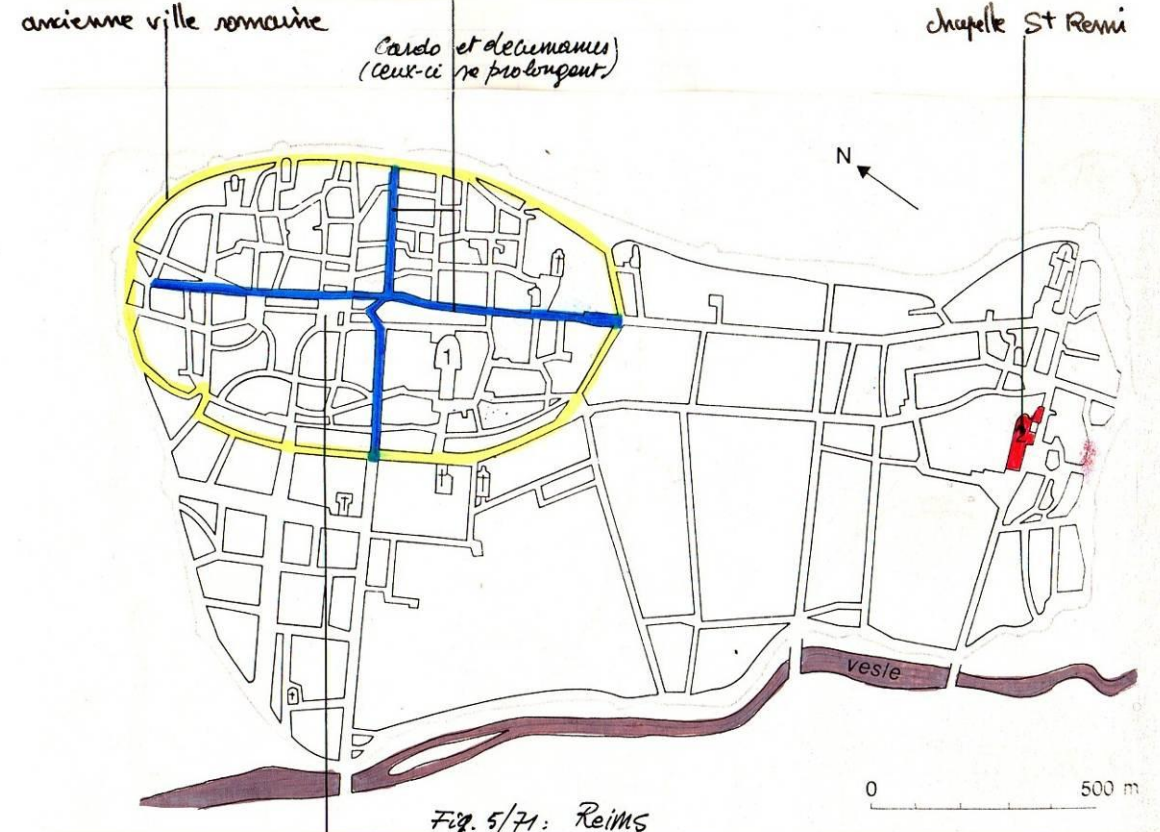 ancienne ville romaine
Cardo et decumanus
(ceux-ci se prolongent)
chapelle St Remi
N
1
2
vesle
0 500 m
Fig. 5/71: Reims